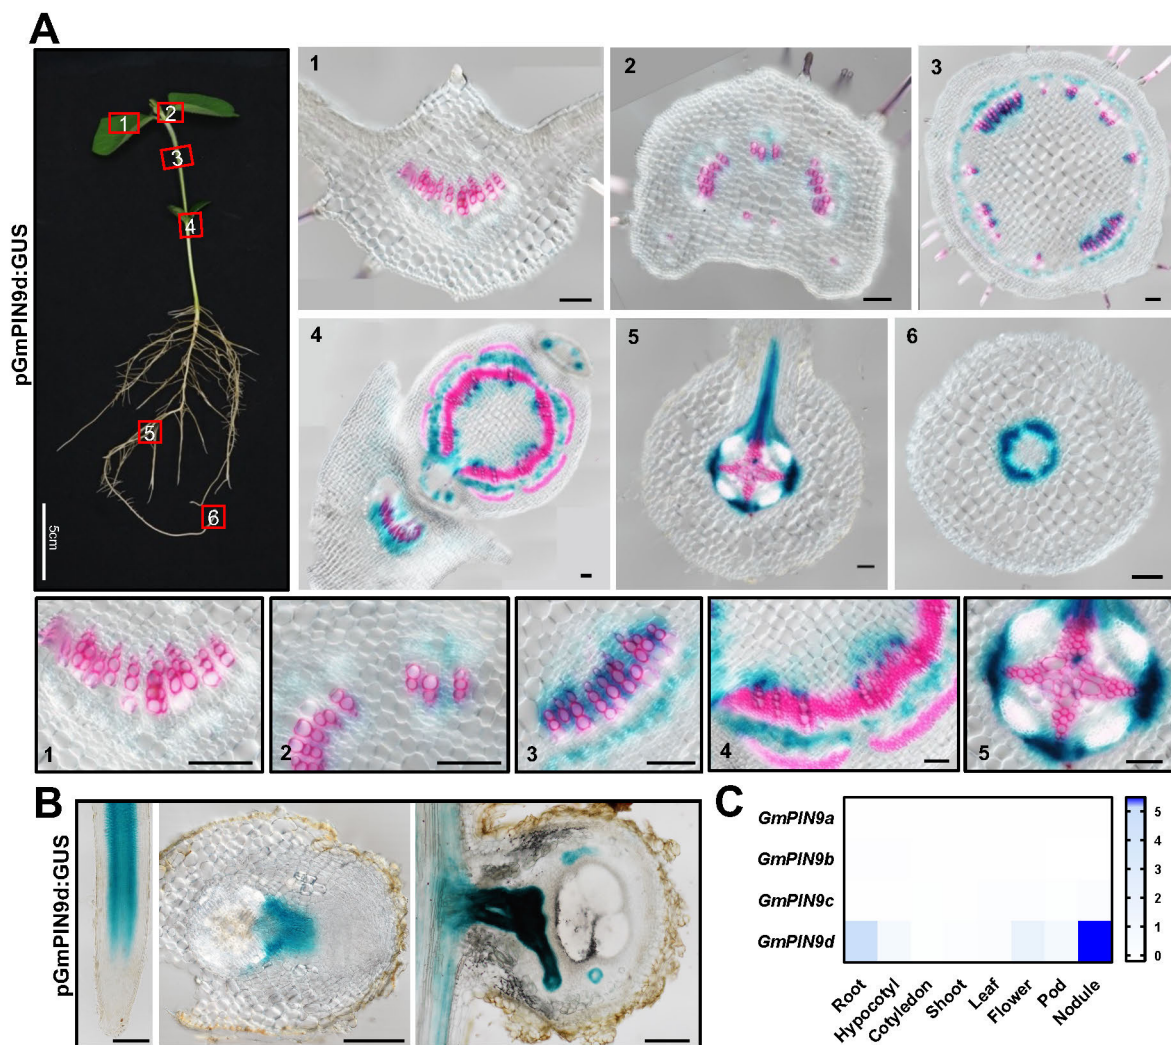 A
pGmPIN9d:GUS
1
2
3
4
5
6
5cm
1
2
3
4
5
6
1
2
3
4
5
B
pGmPIN9d:GUS
C
GmPIN9a
GmPIN9b
GmPIN9c
GmPIN9d
5
4
3
2
1
0
Root
Hypocotyl
Cotyledon
Shoot
Leaf
Flower
Pod
Nodule